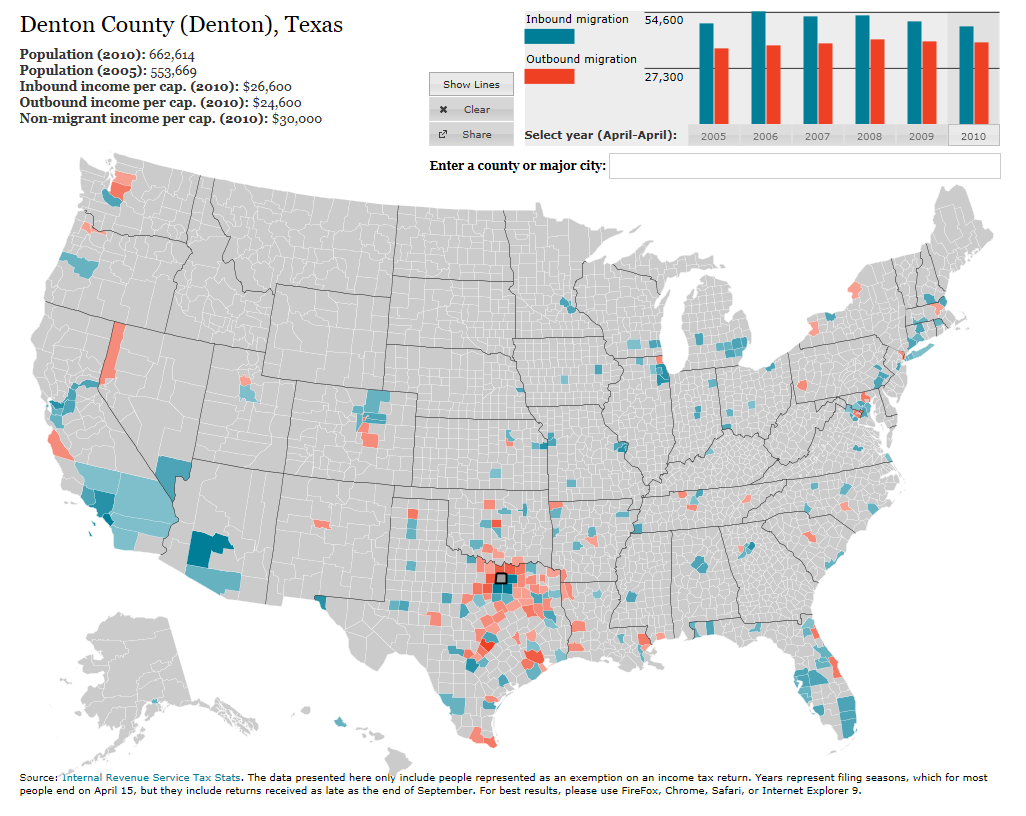 Denton County (Denton), Texas
Population (2010): 662,614
Population (2005): 553,669
Inbound income per cap. (2010): $26,600
Outbound income per cap. (2010): $24,600
Non-migrant income per cap. (2010): $30,000
Show Lines
Clear
Share
Inbound migration
54,600
Outbound migration
27,300
Select year (April-April): 2005 2006 2007 2008 2009 2010
Enter a county or major city:
Source: Internal Revenue Service Tax Stats. The data presented here only include people represented as an exemption on an income tax return. Years represent filing seasons, which for most
people end on April 15, but they include returns received as late as the end of September. For best results, please use FireFox, Chrome, Safari, or Internet Explorer 9.